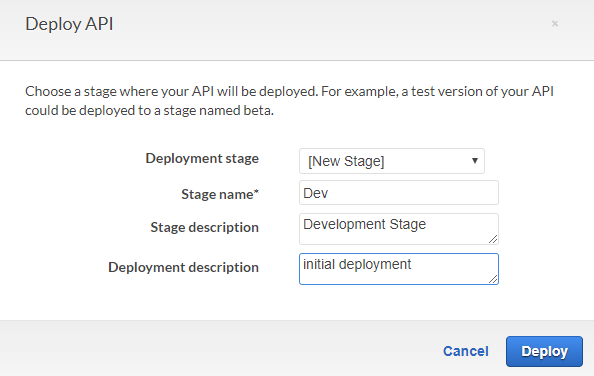 Deploy API
×
Choose a stage where your API will be deployed. For example, a test version of your API
could be deployed to a stage named beta.
Deployment stage [New Stage]
Stage name* Dev
Stage description Development Stage
Deployment description initial deployment
Cancel Deploy